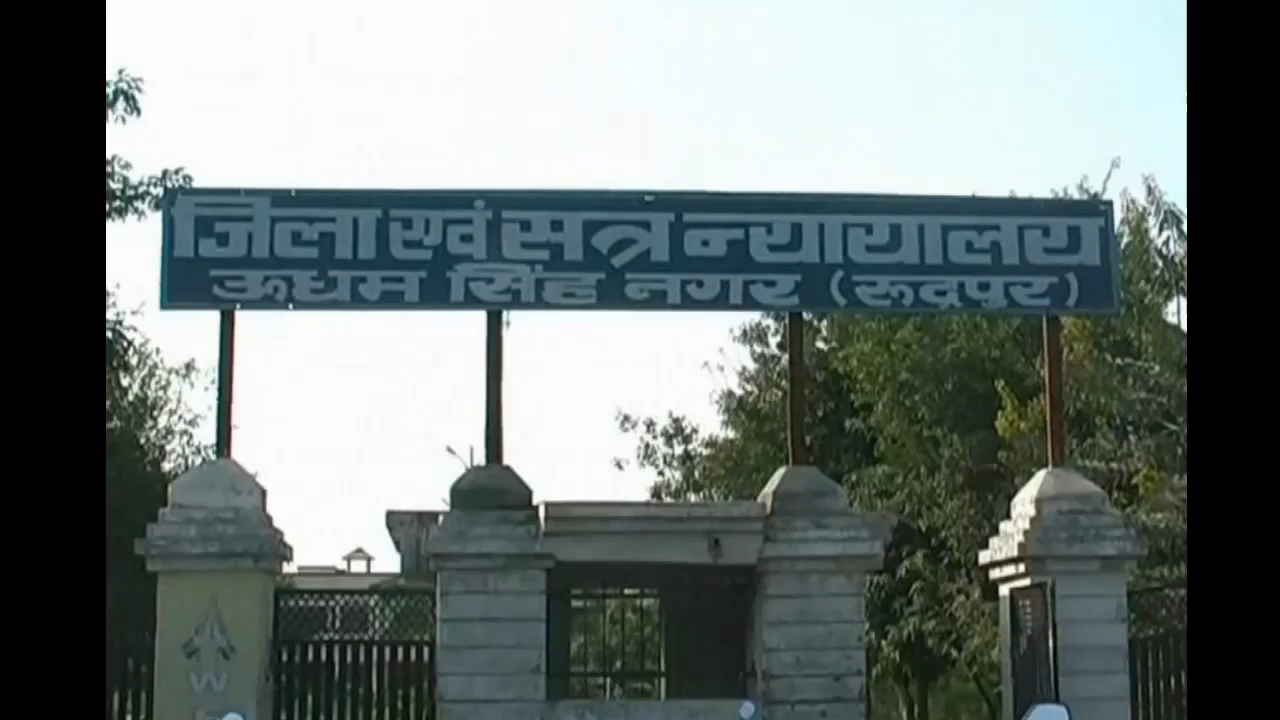 जिला एवं सत्र न्यायालय
ऊधम सिंह नगर (रूद्रपुर)